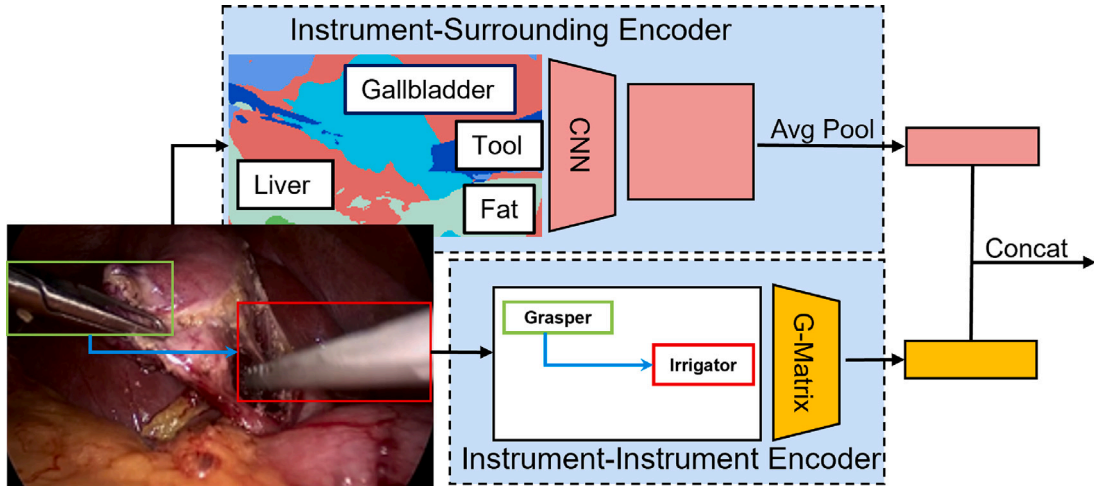 Instrument-Surrounding Encoder
Gallbladder
Tool
Liver
Fat
CNN
Avg Pool
Concat
Grasper
Irrigator
G-Matrix
Instrument-Instrument Encoder